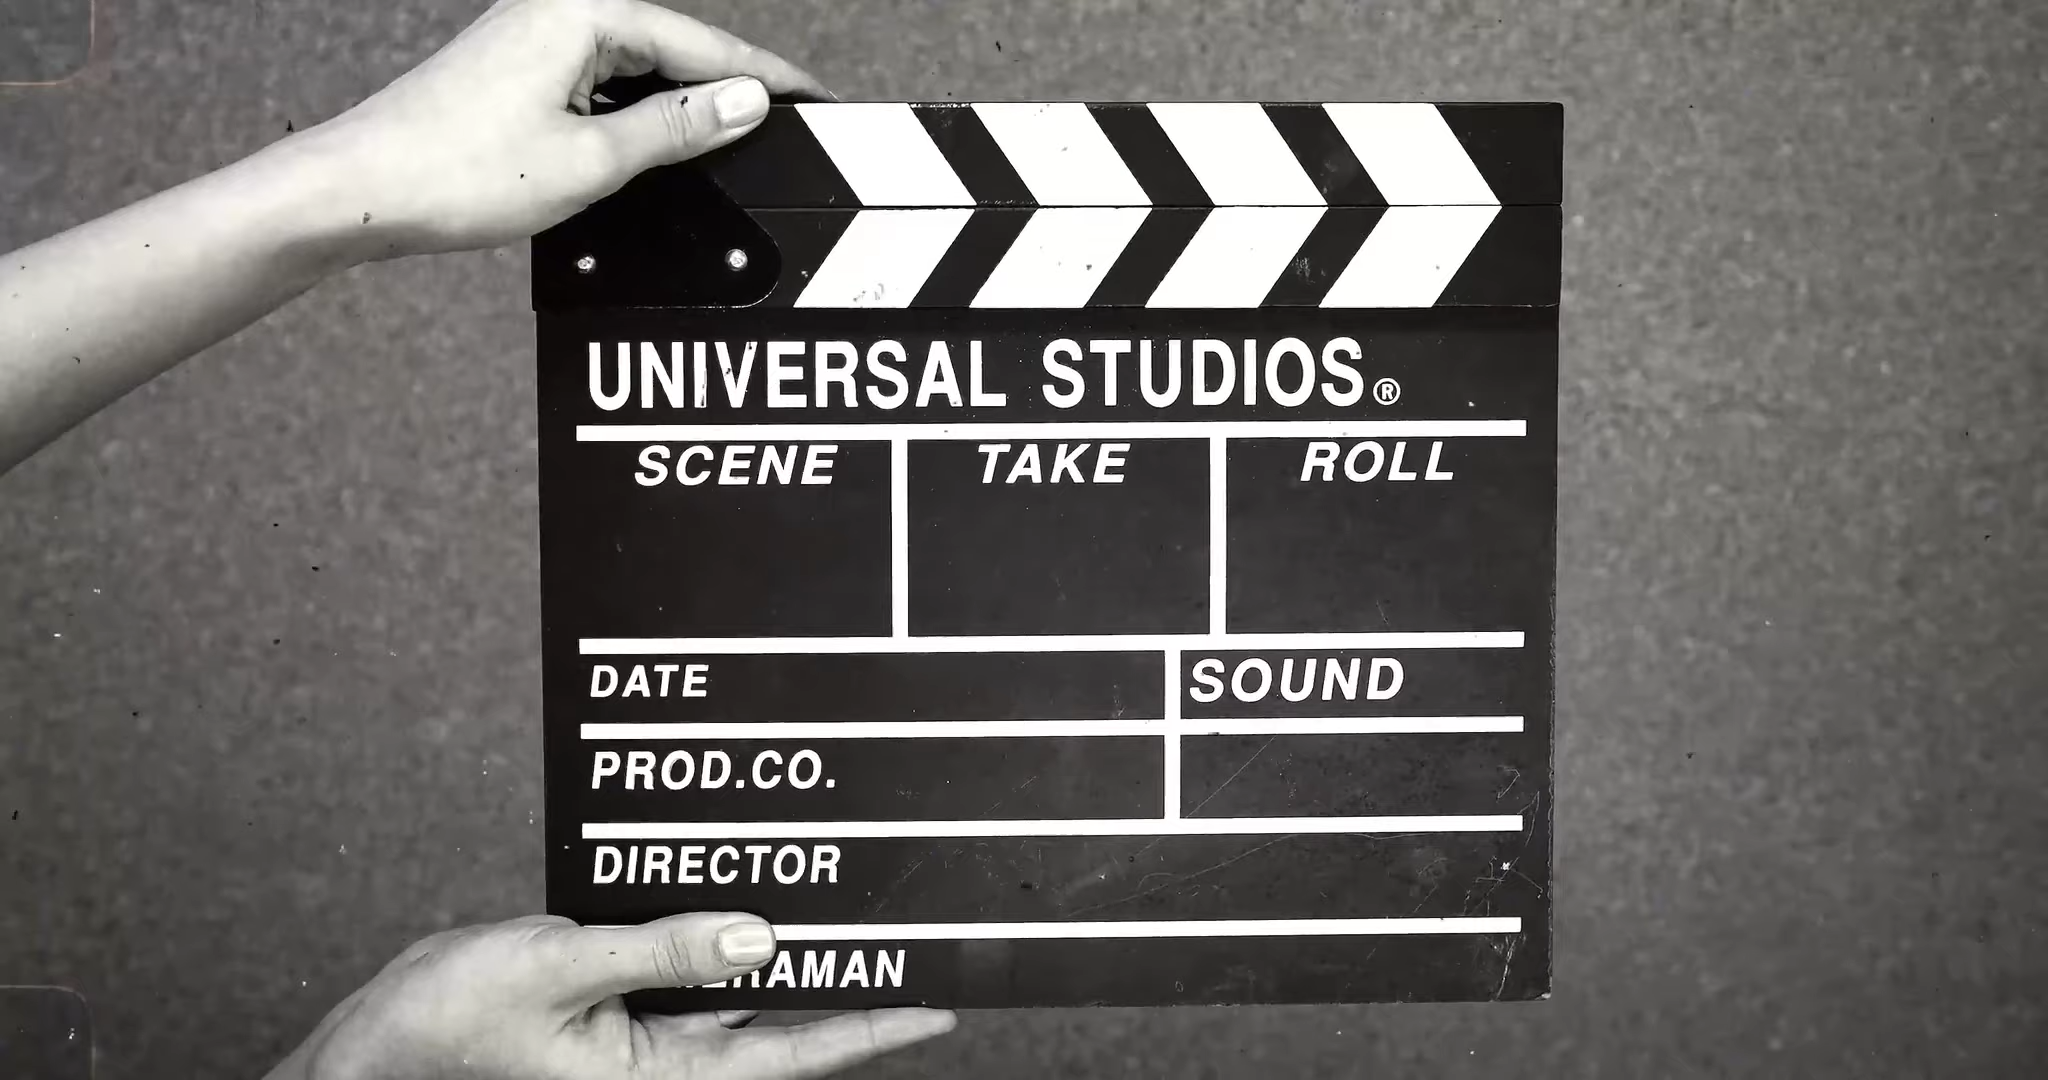 UNIVERSAL STUDIOS®
SCENE TAKE ROLL
DATE SOUND
PROD.CO.
DIRECTOR